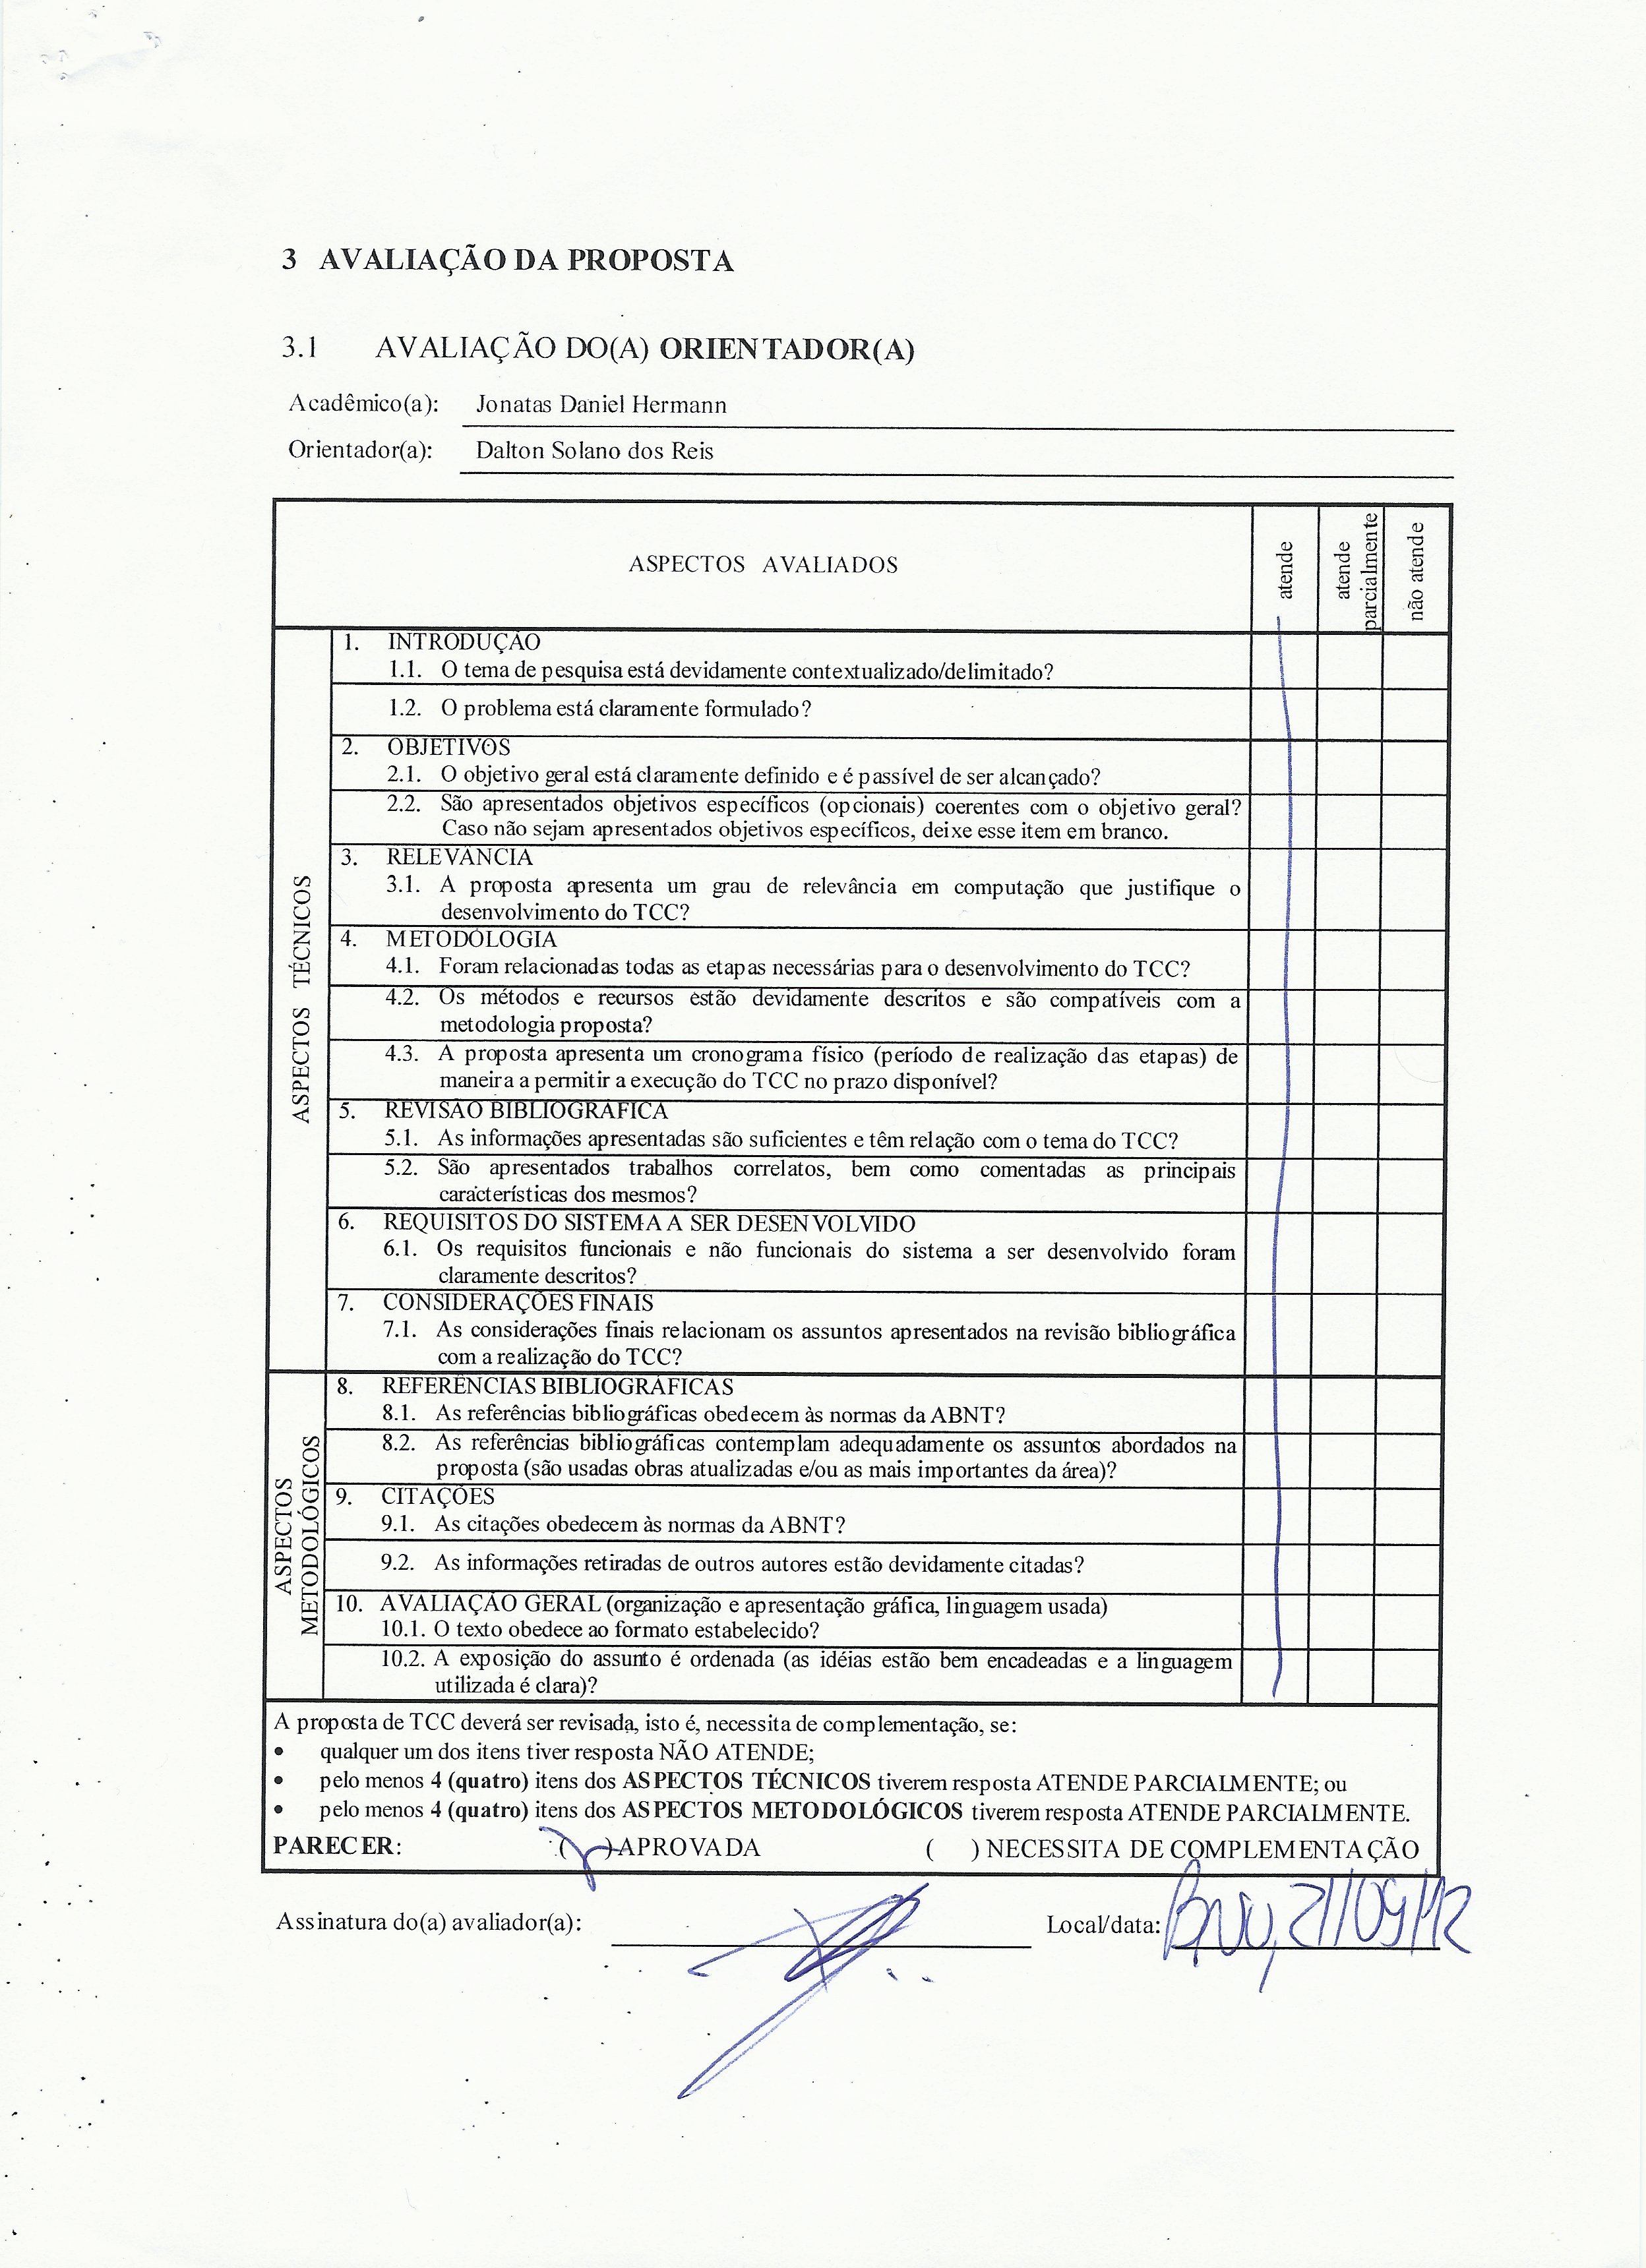 3 AVALIAÇÃO DA PROPOSTA
3.1 AVALIAÇÃO DO(A) ORIENTADOR(A)
Acadêmico(a): Jonatas Daniel Hermann
Orientador(a): Dalton Solano dos Reis
ASPECTOS AVALIADOS
atende
atende parcialmente
não atende
ASPECTOS TÉCNICOS
1. INTRODUÇÃO
1.1. O tema de pesquisa está devidamente contextualizado/delimitado?
1.2. O problema está claramente formulado?
2. OBJETIVOS
2.1. O objetivo geral está claramente definido e é passível de ser alcançado?
2.2. São apresentados objetivos específicos (opcionais) coerentes com o objetivo geral?
Caso não sejam apresentados objetivos específicos, deixe esse item em branco.
3. RELEVÂNCIA
3.1. A proposta apresenta um grau de relevância em computação que justifique o
desenvolvimento do TCC?
4. METODOLOGIA
4.1. Foram relacionadas todas as etapas necessárias para o desenvolvimento do TCC?
4.2. Os métodos e recursos estão devidamente descritos e são compatíveis com a
metodologia proposta?
4.3. A proposta apresenta um cronograma físico (período de realização das etapas) de
maneira a permitir a execução do TCC no prazo disponível?
5. REVISÃO BIBLIOGRÁFICA
5.1. As informações apresentadas são suficientes e têm relação com o tema do TCC?
5.2. São apresentados trabalhos correlatos, bem como comentadas as principais
características dos mesmos?
6. REQUISITOS DO SISTEMA A SER DESENVOLVIDO
6.1. Os requisitos funcionais e não funcionais do sistema a ser desenvolvido foram
claramente descritos?
7. CONSIDERAÇÕES FINAIS
7.1. As considerações finais relacionam os assuntos apresentados na revisão bibliográfica
com a realização do TCC?
ASPECTOS METODOLÓGICOS
8. REFERÊNCIAS BIBLIOGRÁFICAS
8.1. As referências bibliográficas obedecem às normas da ABNT?
8.2. As referências bibliográficas contemplam adequadamente os assuntos abordados na
proposta (são usadas obras atualizadas e/ou as mais importantes da área)?
9. CITAÇÕES
9.1. As citações obedecem às normas da ABNT?
9.2. As informações retiradas de outros autores estão devidamente citadas?
10. AVALIAÇÃO GERAL (organização e apresentação gráfica, linguagem usada)
10.1. O texto obedece ao formato estabelecido?
10.2. A exposição do assunto é ordenada (as idéias estão bem encadeadas e a linguagem
utilizada é clara)?
A proposta de TCC deverá ser revisada, isto é, necessita de complementação, se:
• qualquer um dos itens tiver resposta NÃO ATENDE;
• pelo menos 4 (quatro) itens dos ASPECTOS TÉCNICOS tiverem resposta ATENDE PARCIALMENTE; ou
• pelo menos 4 (quatro) itens dos ASPECTOS METODOLÓGICOS tiverem resposta ATENDE PARCIALMENTE.
PARECER: ( ) APROVADA ( ) NECESSITA DE COMPLEMENTAÇÃO
Assinatura do(a) avaliador(a): Local/data: 21/09/12